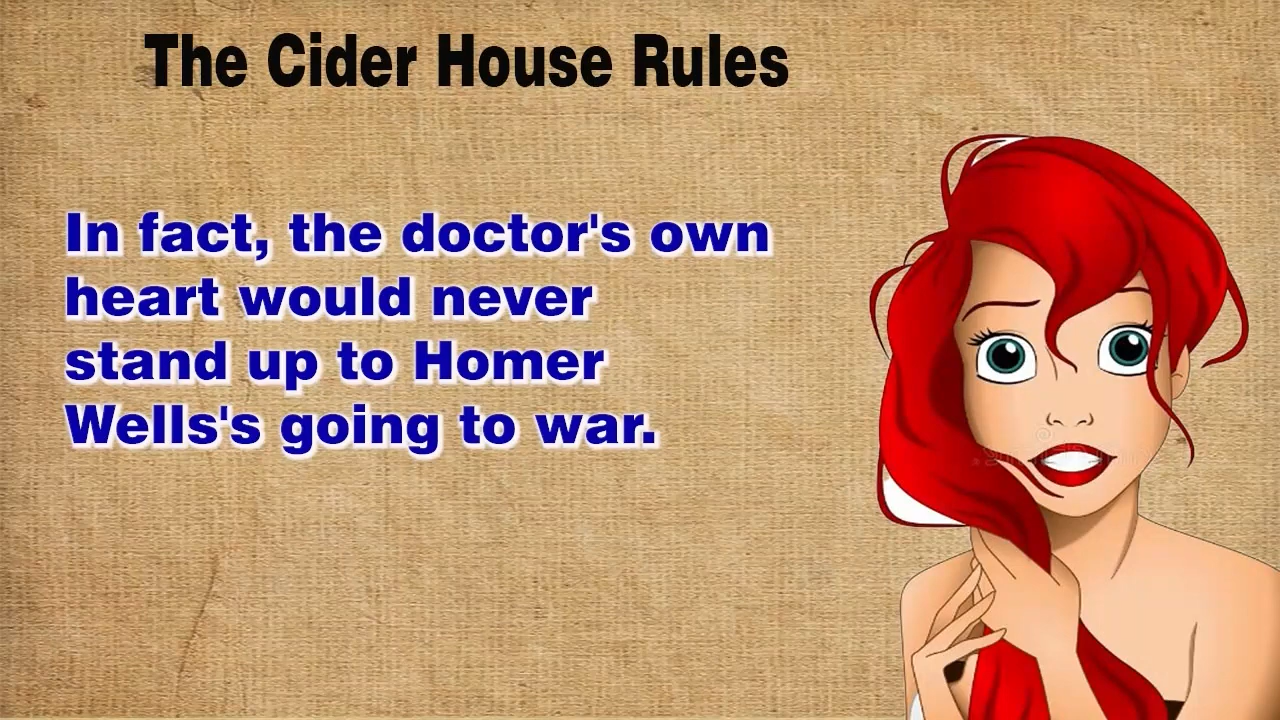 The Cider House Rules
In fact, the doctor's own
heart would never
stand up to Homer
Wells's going to war.